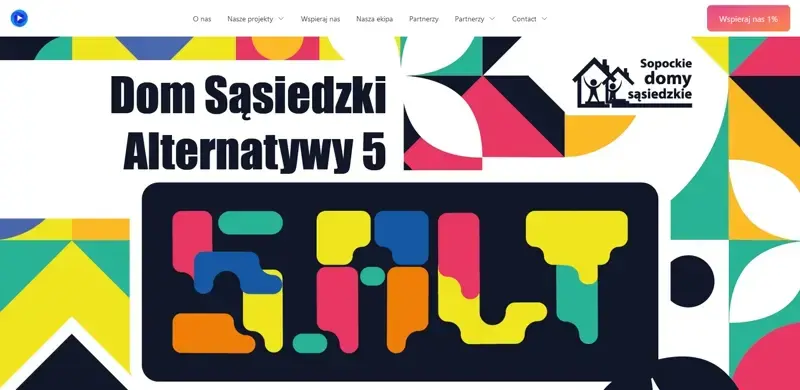 O nas Nasze projekty Wspieraj nas Nasza ekipa Partnerzy Partnerzy Contact Wspieraj nas 1%
Dom Sąsiedzki
Alternatywy 5
Sopockie
domy
sąsiedzkie
S.ALT